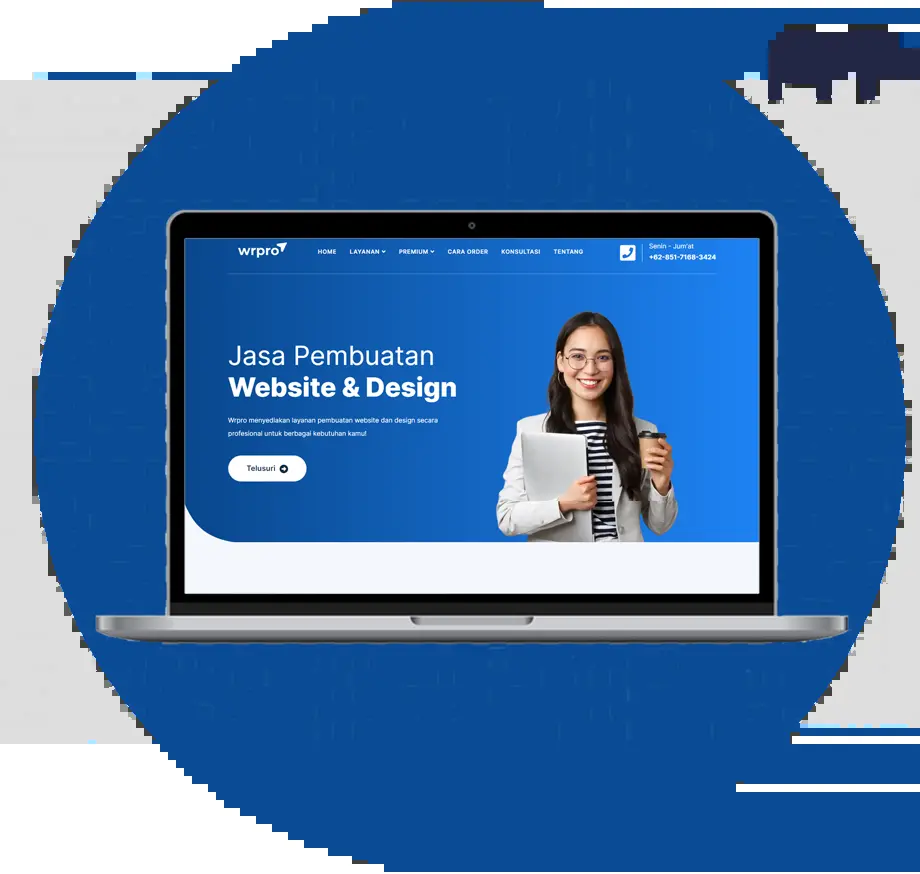 wrpro
HOME LAYANAN PREMIUM CARA ORDER KONSULTASI TENTANG
Senin - Jum'at
+62-851-7168-3424
Jasa Pembuatan
Website & Design
Wrpro menyediakan layanan pembuatan website dan design secara
profesional untuk berbagai kebutuhan kamu!
Telusuri